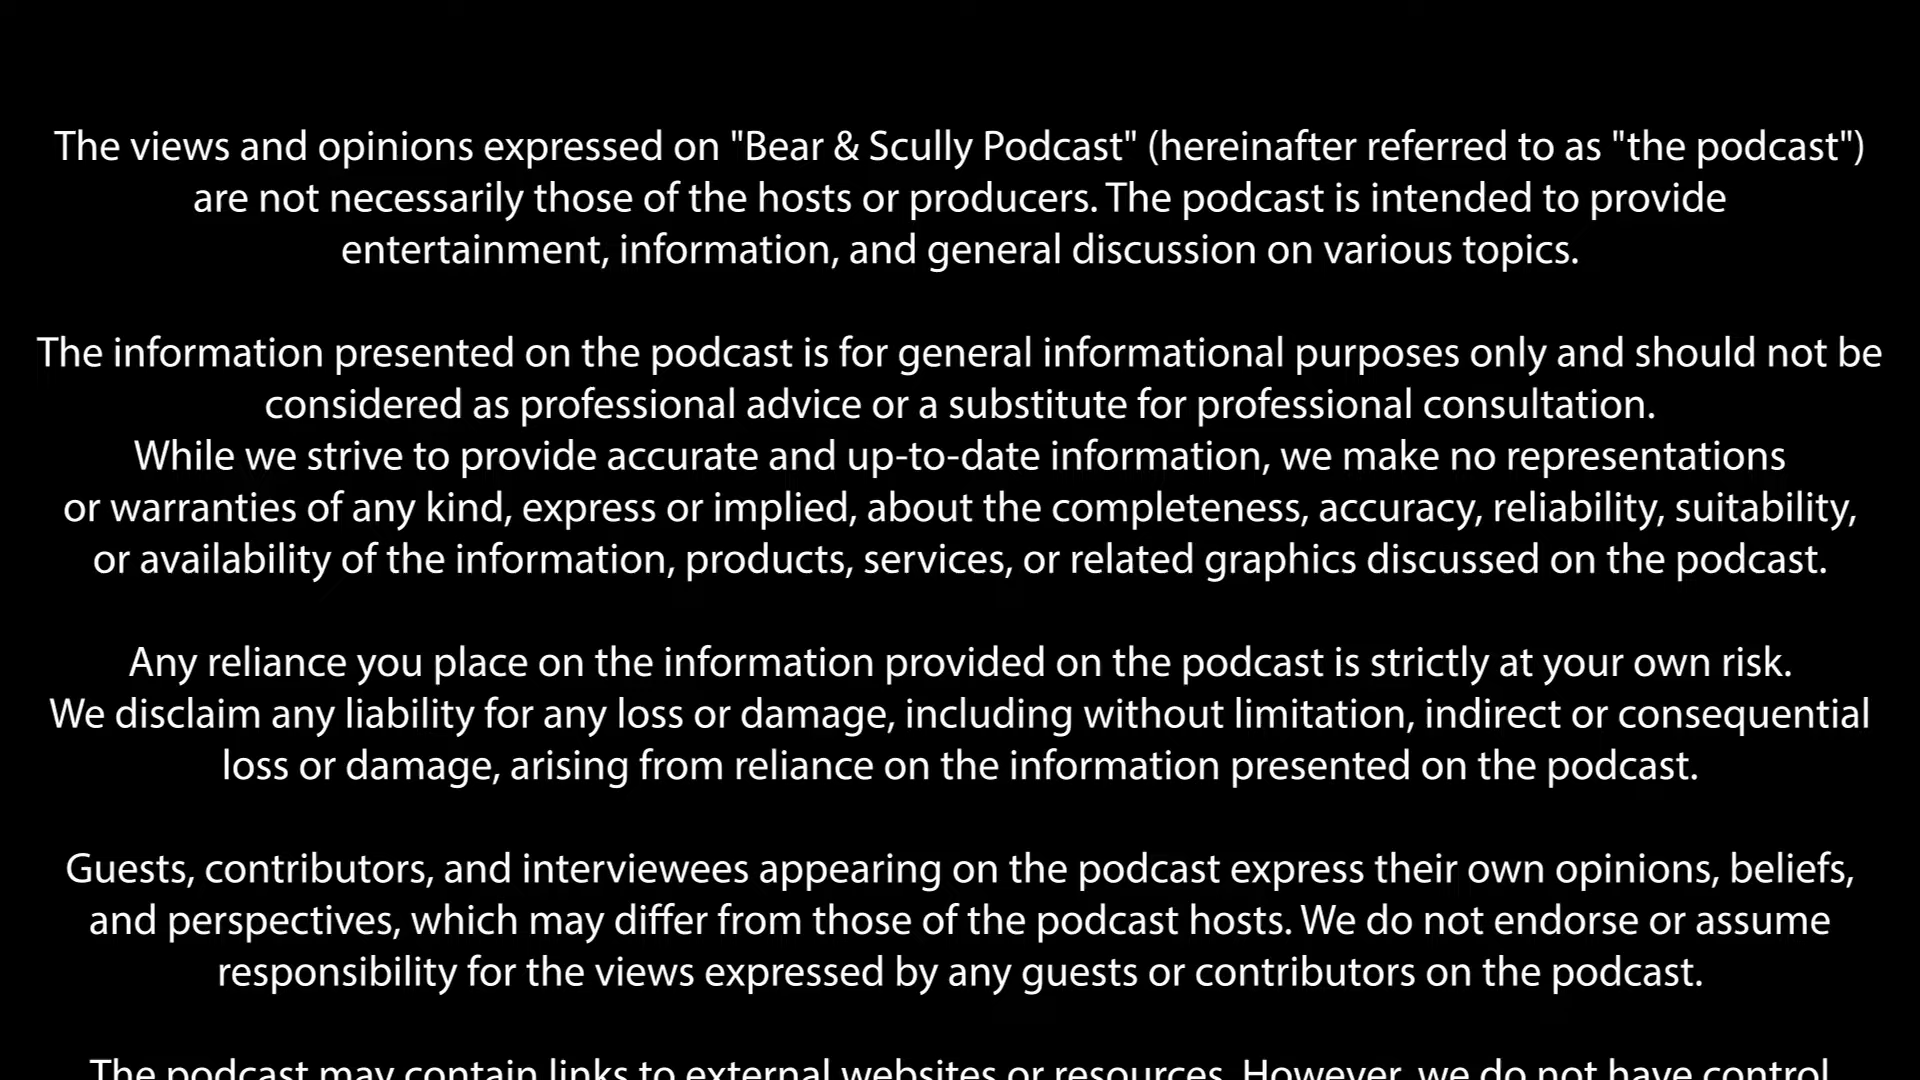 The views and opinions expressed on "Bear & Scully Podcast" (hereinafter referred to as "the podcast")
are not necessarily those of the hosts or producers. The podcast is intended to provide
entertainment, information, and general discussion on various topics.
The information presented on the podcast is for general informational purposes only and should not be
considered as professional advice or a substitute for professional consultation.
While we strive to provide accurate and up-to-date information, we make no representations
or warranties of any kind, express or implied, about the completeness, accuracy, reliability, suitability,
or availability of the information, products, services, or related graphics discussed on the podcast.
Any reliance you place on the information provided on the podcast is strictly at your own risk.
We disclaim any liability for any loss or damage, including without limitation, indirect or consequential
loss or damage, arising from reliance on the information presented on the podcast.
Guests, contributors, and interviewees appearing on the podcast express their own opinions, beliefs,
and perspectives, which may differ from those of the podcast hosts. We do not endorse or assume
responsibility for the views expressed by any guests or contributors on the podcast.
The podcast may contain links to external websites or resources. However, we do not have control